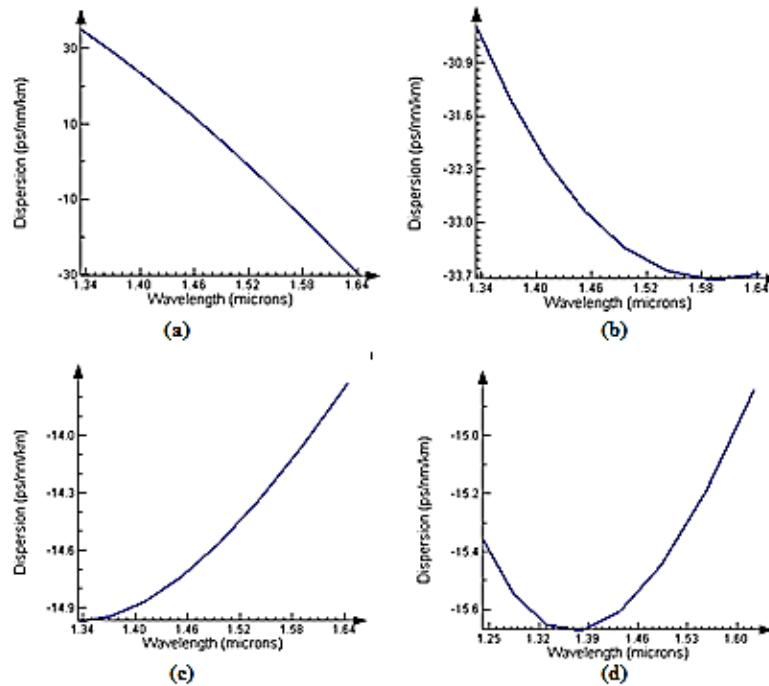 Dispersion (ps/nm/km)
30
10
-10
-30
1.34 1.40 1.46 1.52 1.58 1.64
Wavelength (microns)
(a)
Dispersion (ps/nm/km)
-30.9
-31.6
-32.3
-33.0
-33.7
1.34 1.40 1.46 1.52 1.58 1.64
Wavelength (microns)
(b)
Dispersion (ps/nm/km)
-14.0
-14.3
-14.6
-14.9
1.34 1.40 1.46 1.52 1.58 1.64
Wavelength (microns)
(c)
Dispersion (ps/nm/km)
-15.0
-15.2
-15.4
-15.6
1.25 1.32 1.39 1.46 1.53 1.60
Wavelength (microns)
(d)